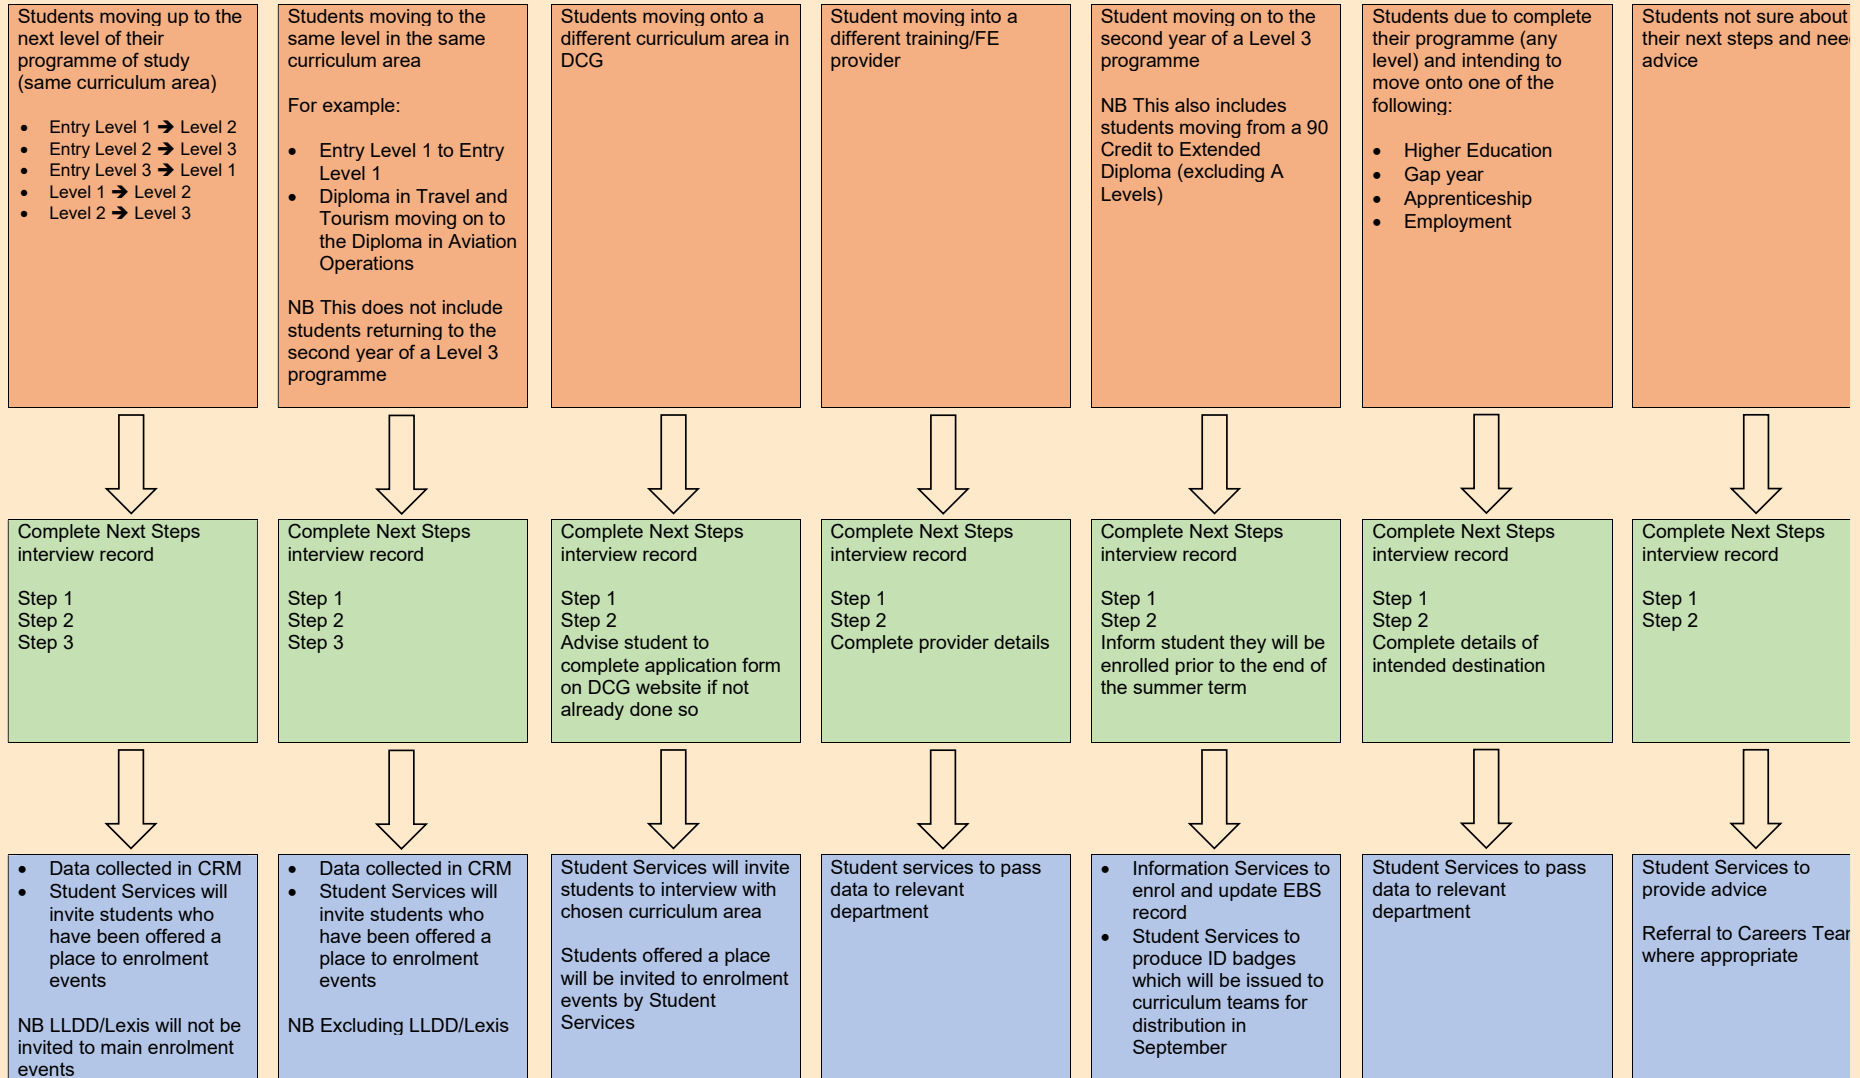 Students moving up to the
next level of their
programme of study
(same curriculum area)
• Entry Level 1 ➔ Level 2
• Entry Level 2 ➔ Level 3
• Entry Level 3 ➔ Level 1
• Level 1 ➔ Level 2
• Level 2 ➔ Level 3
Students moving to the
same level in the same
curriculum area
For example:
• Entry Level 1 to Entry
Level 1
• Diploma in Travel and
Tourism moving on to
the Diploma in Aviation
Operations
NB This does not include
students returning to the
second year of a Level 3
programme
Students moving onto a
different curriculum area in
DCG
Student moving into a
different training/FE
provider
Student moving on to the
second year of a Level 3
programme
NB This also includes
students moving from a 90
Credit to Extended
Diploma (excluding A
Levels)
Students due to complete
their programme (any
level) and intending to
move onto one of the
following:
• Higher Education
• Gap year
• Apprenticeship
• Employment
Students not sure about
their next steps and nee
advice
Complete Next Steps
interview record
Step 1
Step 2
Step 3
Complete Next Steps
interview record
Step 1
Step 2
Step 3
Complete Next Steps
interview record
Step 1
Step 2
Advise student to
complete application form
on DCG website if not
already done so
Complete Next Steps
interview record
Step 1
Step 2
Complete provider details
Complete Next Steps
interview record
Step 1
Step 2
Inform student they will be
enrolled prior to the end of
the summer term
Complete Next Steps
interview record
Step 1
Step 2
Complete details of
intended destination
Complete Next Steps
interview record
Step 1
Step 2
• Data collected in CRM
• Student Services will
invite students who
have been offered a
place to enrolment
events
NB LLDD/Lexis will not be
invited to main enrolment
events
• Data collected in CRM
• Student Services will
invite students who
have been offered a
place to enrolment
events
NB Excluding LLDD/Lexis
Student Services will invite
students to interview with
chosen curriculum area
Students offered a place
will be invited to enrolment
events by Student
Services
Student services to pass
data to relevant
department
• Information Services to
enrol and update EBS
record
• Student Services to
produce ID badges
which will be issued to
curriculum teams for
distribution in
September
Student Services to pass
data to relevant
department
Student Services to
provide advice
Referral to Careers Tea
where appropriate